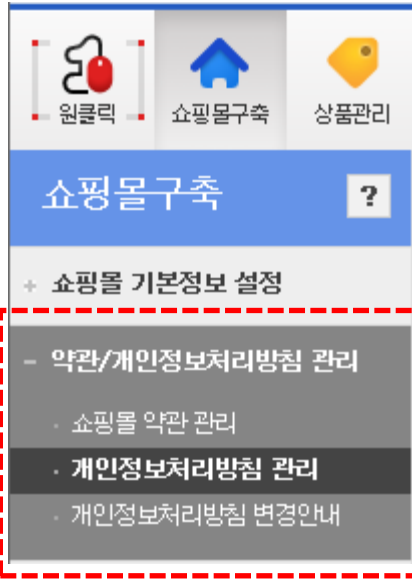 원클릭 쇼핑몰구축 상품관리
쇼핑몰구축 ?
+ 쇼핑몰 기본정보 설정
- 약관/개인정보처리방침 관리
· 쇼핑몰 약관 관리
· 개인정보처리방침 관리
· 개인정보처리방침 변경안내